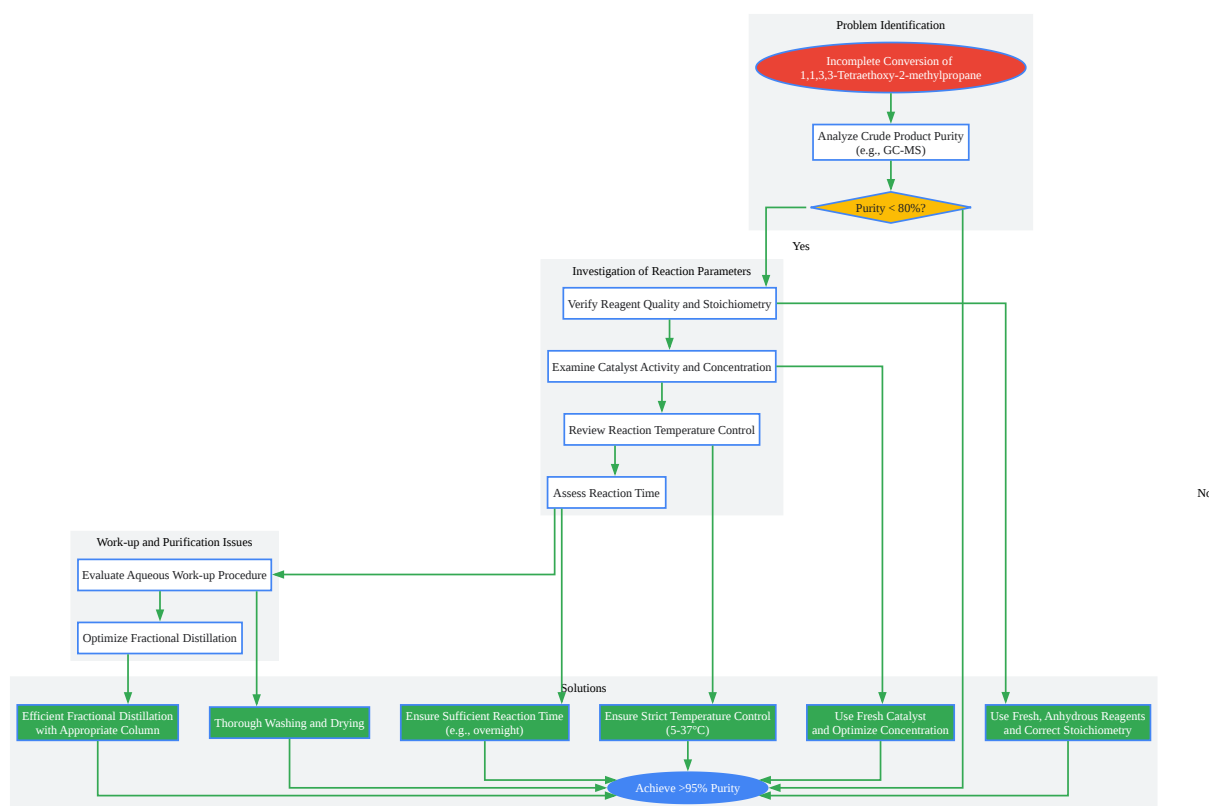 Problem Identification
Incomplete Conversion of
1,1,3,3-Tetraethoxy-2-methylpropane
Analyze Crude Product Purity
(e.g., GC-MS)
Purity < 80%?
Yes
Investigation of Reaction Parameters
Verify Reagent Quality and Stoichiometry
Examine Catalyst Activity and Concentration
Review Reaction Temperature Control
Assess Reaction Time
No
Work-up and Purification Issues
Evaluate Aqueous Work-up Procedure
Optimize Fractional Distillation
Solutions
Efficient Fractional Distillation
with Appropriate Column
Thorough Washing and Drying
Ensure Sufficient Reaction Time
(e.g., overnight)
Ensure Strict Temperature Control
(5-37°C)
Use Fresh Catalyst
and Optimize Concentration
Use Fresh, Anhydrous Reagents
and Correct Stoichiometry
Achieve >95% Purity